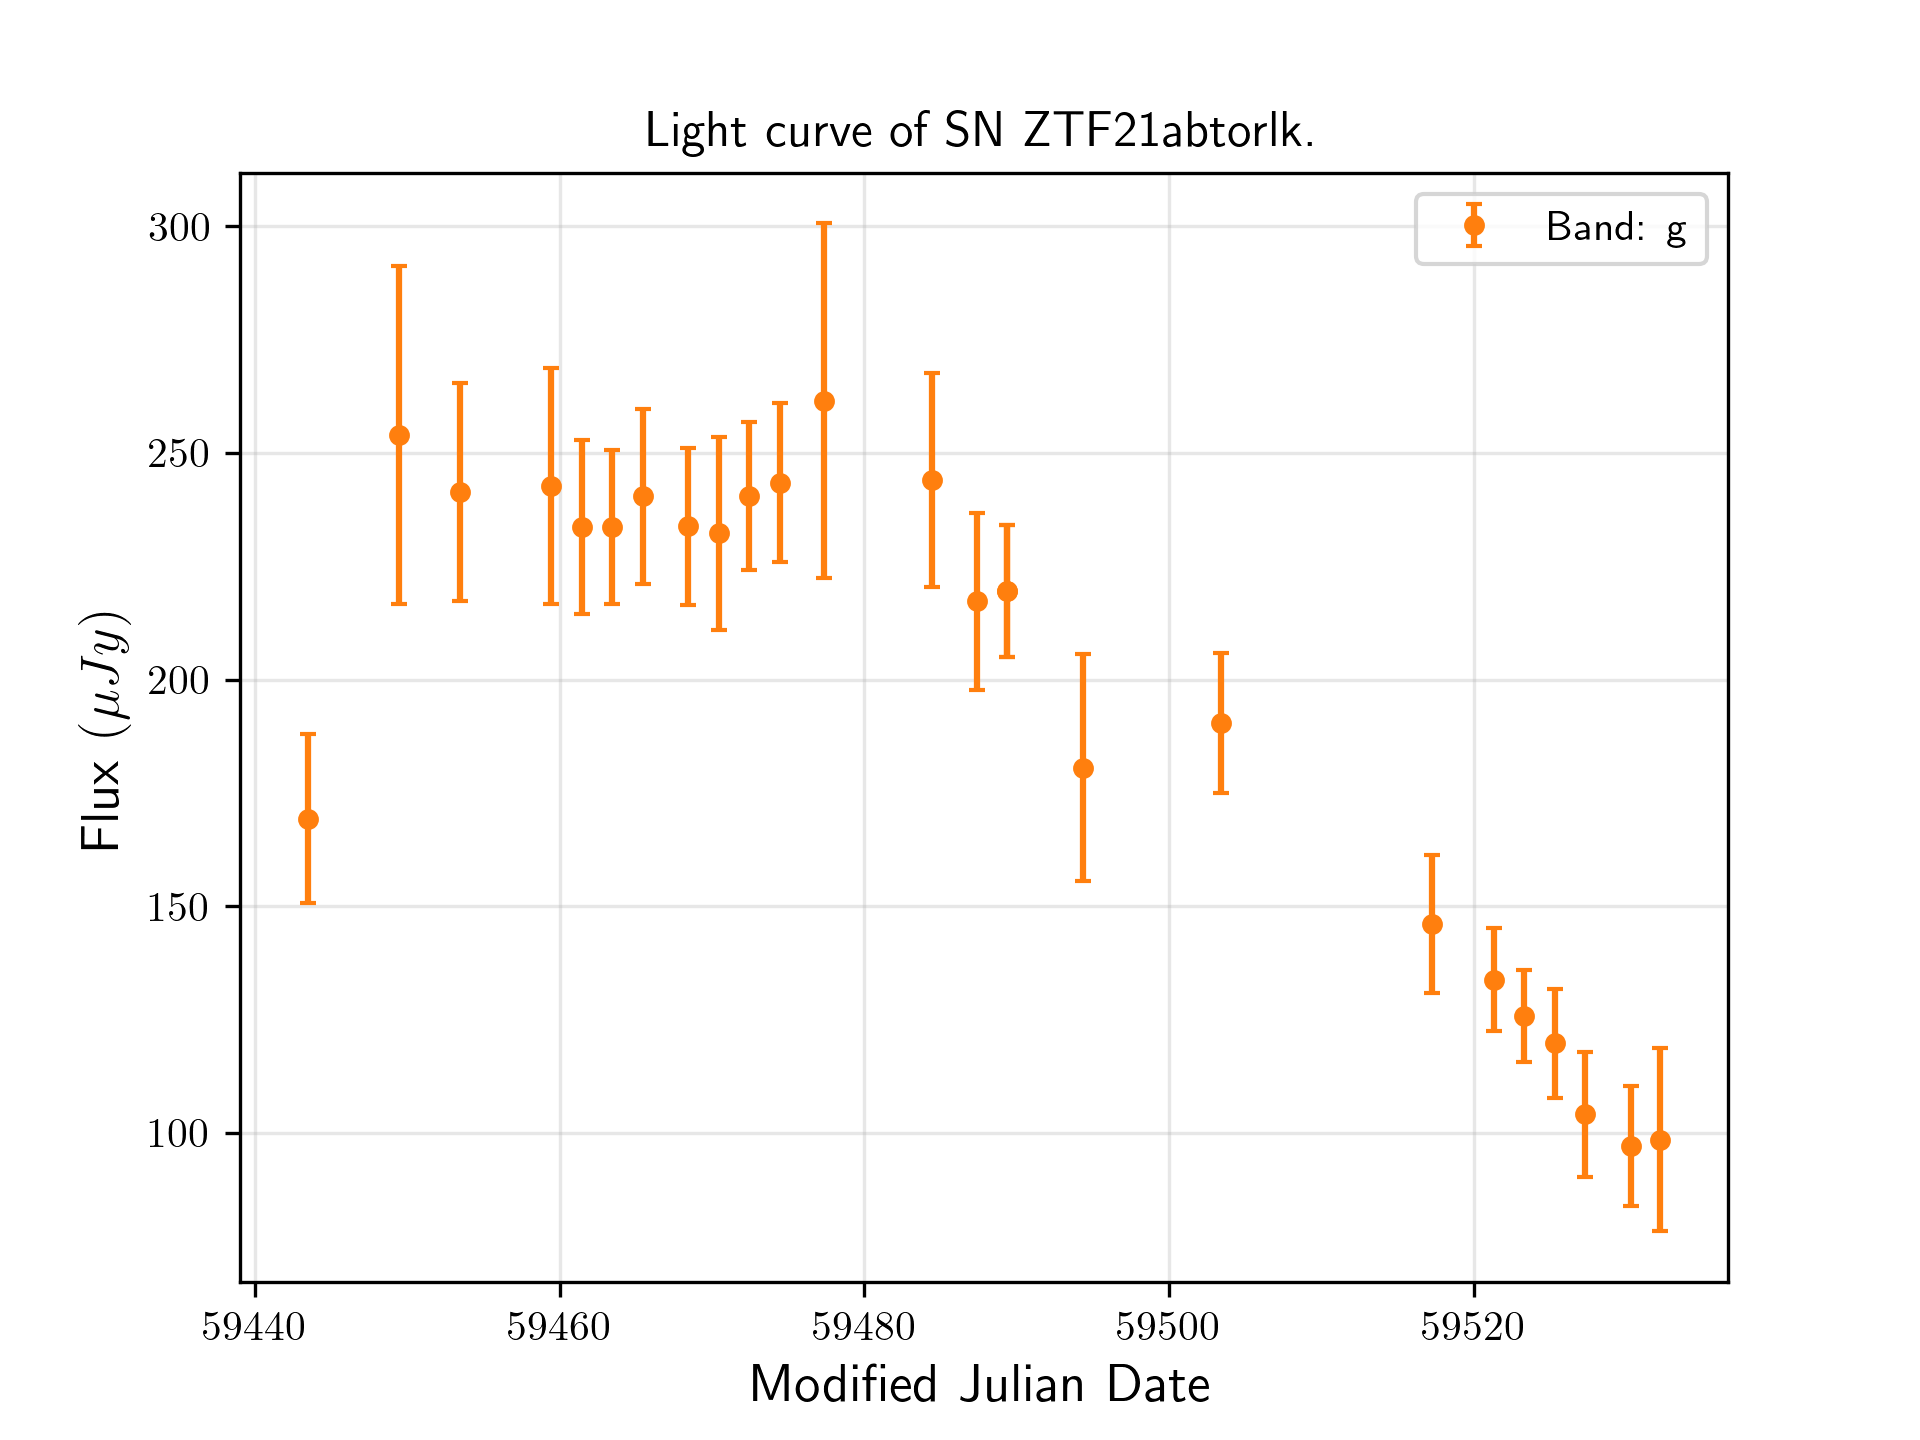 Light curve of SN ZTF21abtorlk.
Band: g
300
250
200
150
100
Flux (μJy)
59440 59460 59480 59500 59520
Modified Julian Date